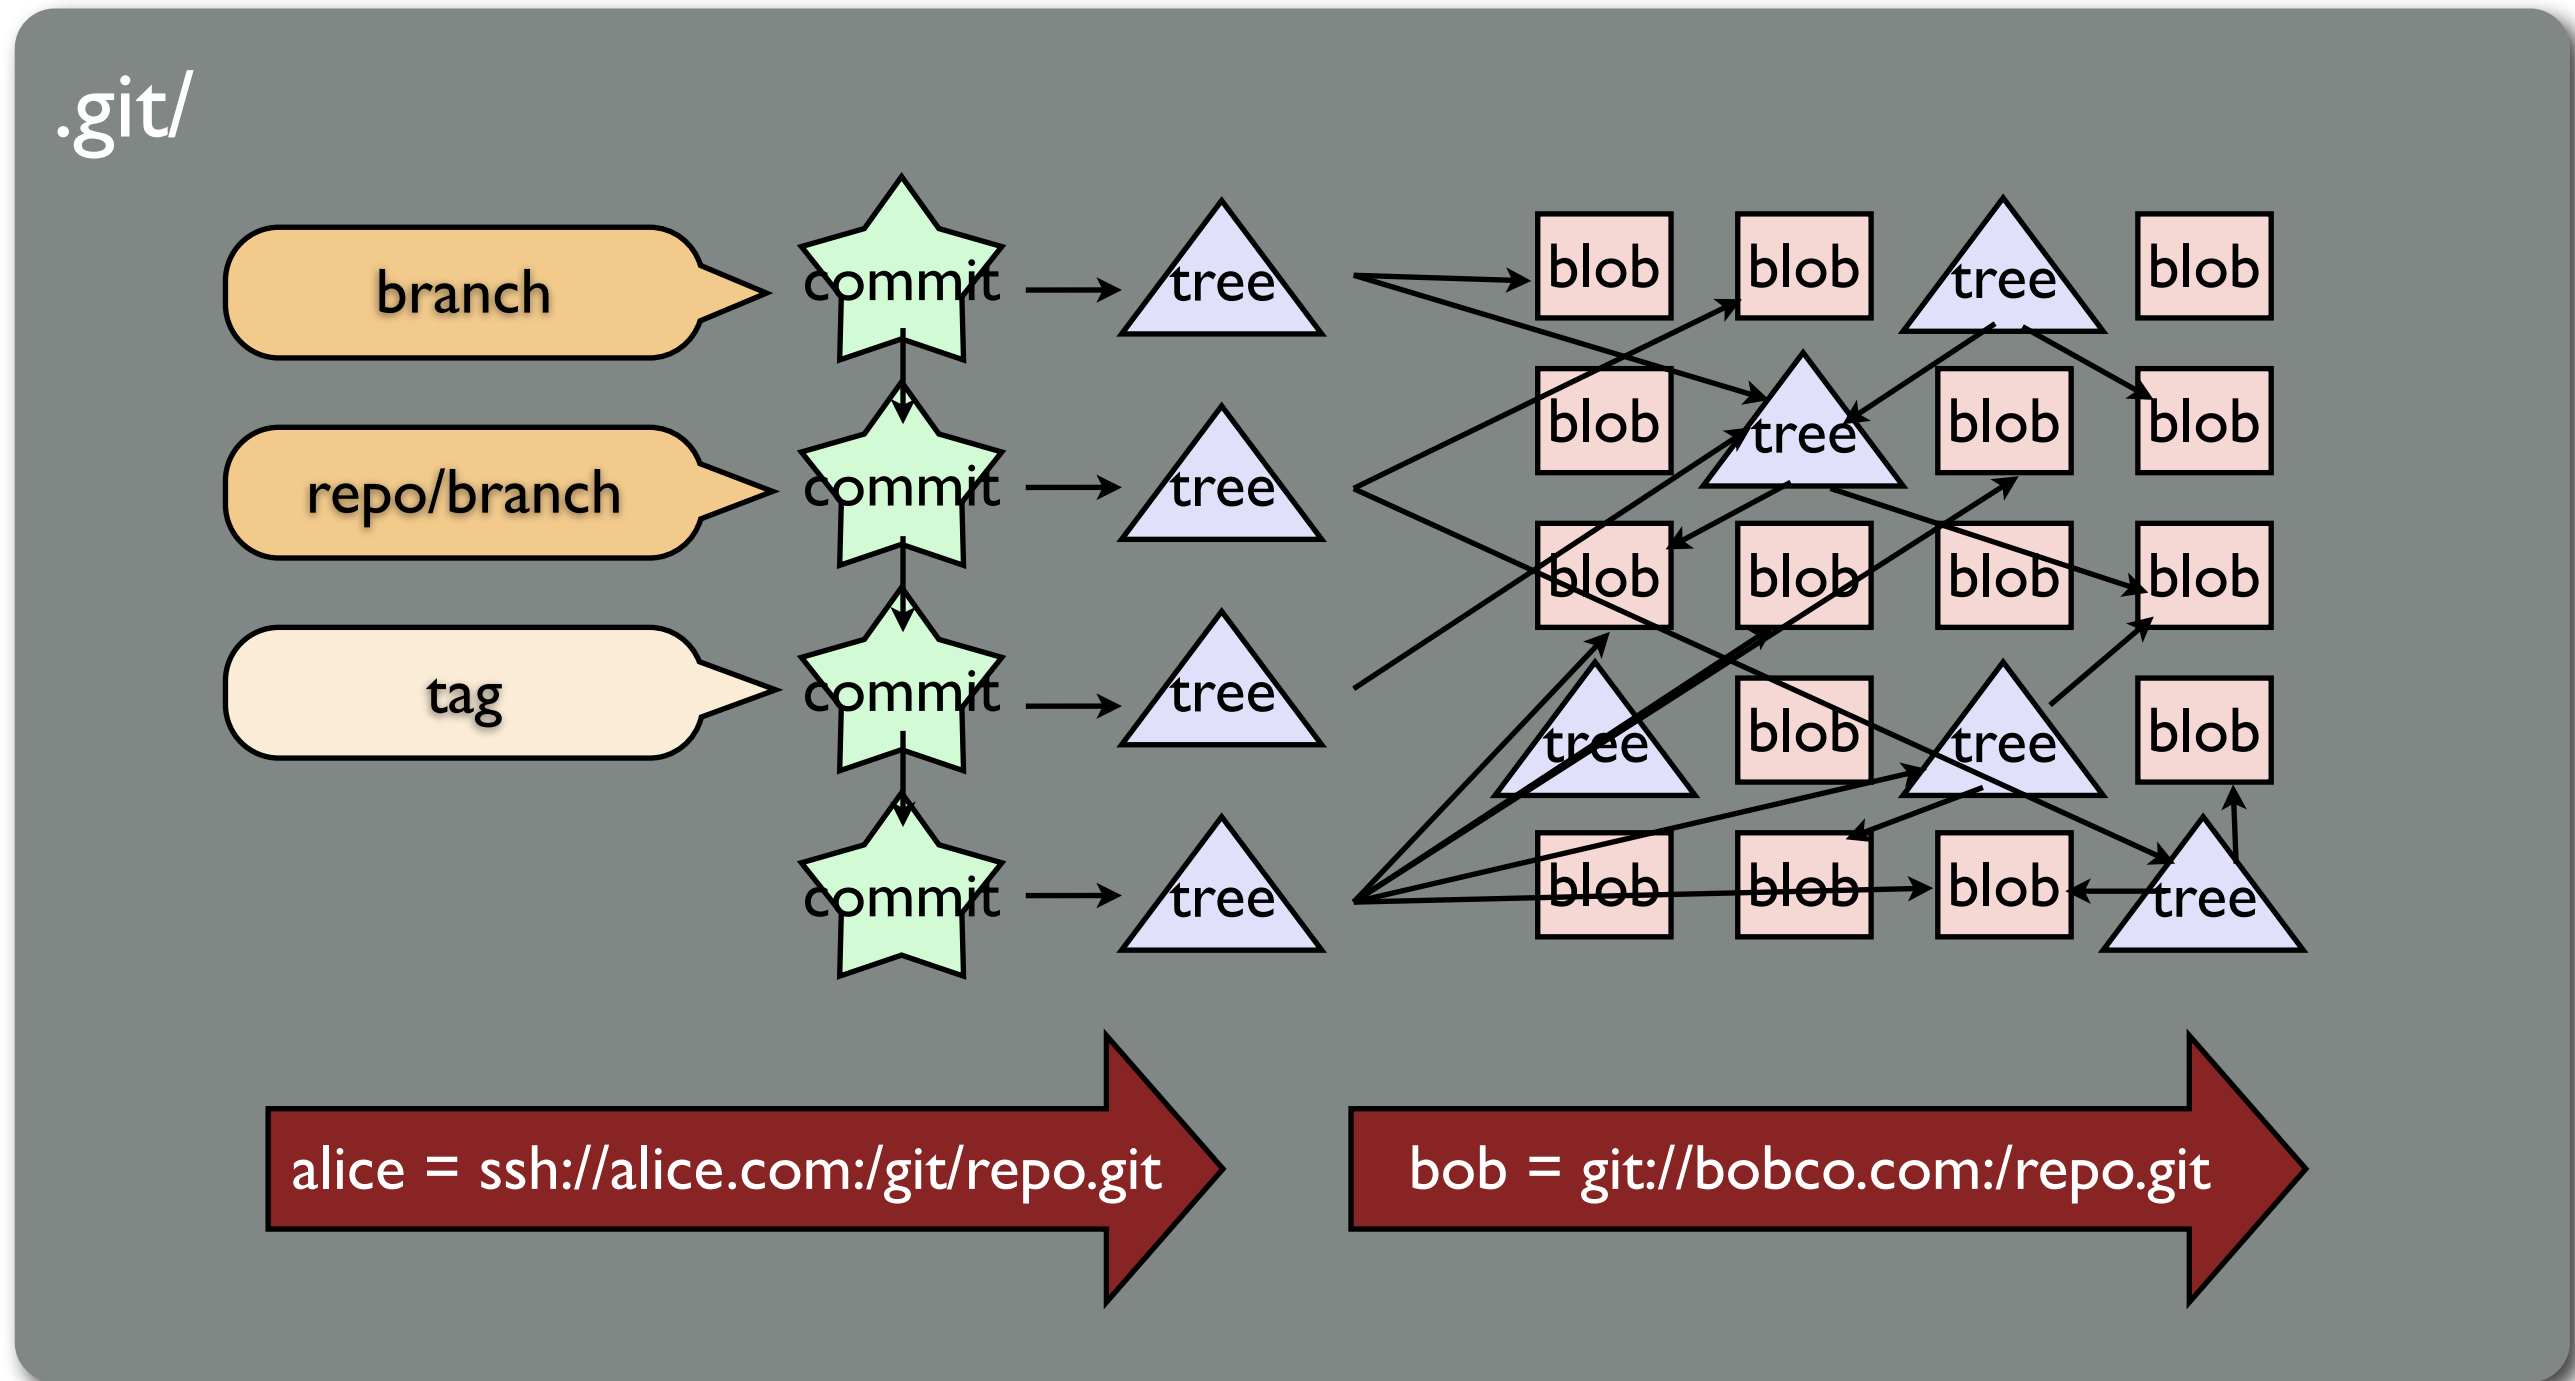 .git/
branch
commit
tree
blob
blob
tree
blob
repo/branch
commit
tree
blob
tree
blob
blob
tag
commit
tree
blob
blob
blob
blob
commit
tree
tree
blob
tree
blob
blob
blob
blob
tree
alice = ssh://alice.com:/git/repo.git
bob = git://bobco.com:/repo.git